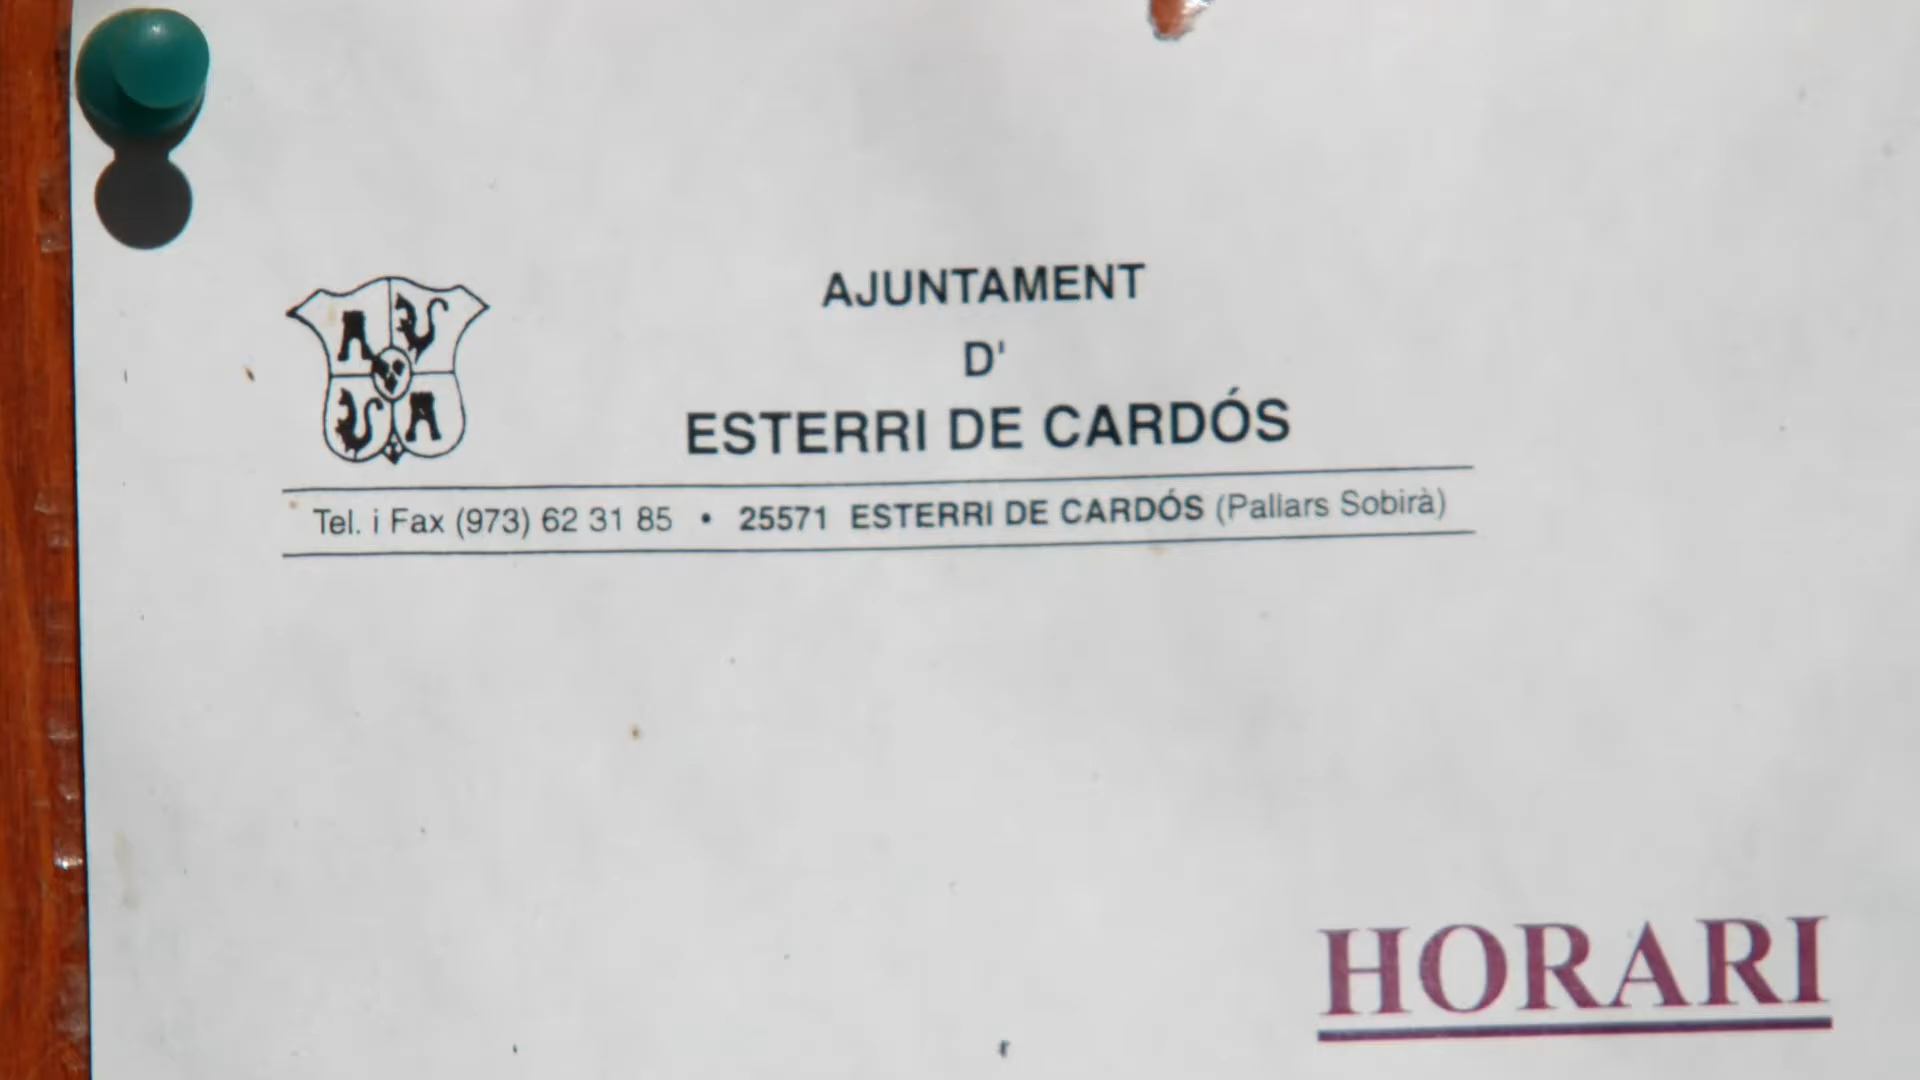 AJUNTAMENT
D'
ESTERRI DE CARDÓS
Tel. i Fax (973) 62 31 85 • 25571 ESTERRI DE CARDÓS (Pallars Sobirà)
HORARI